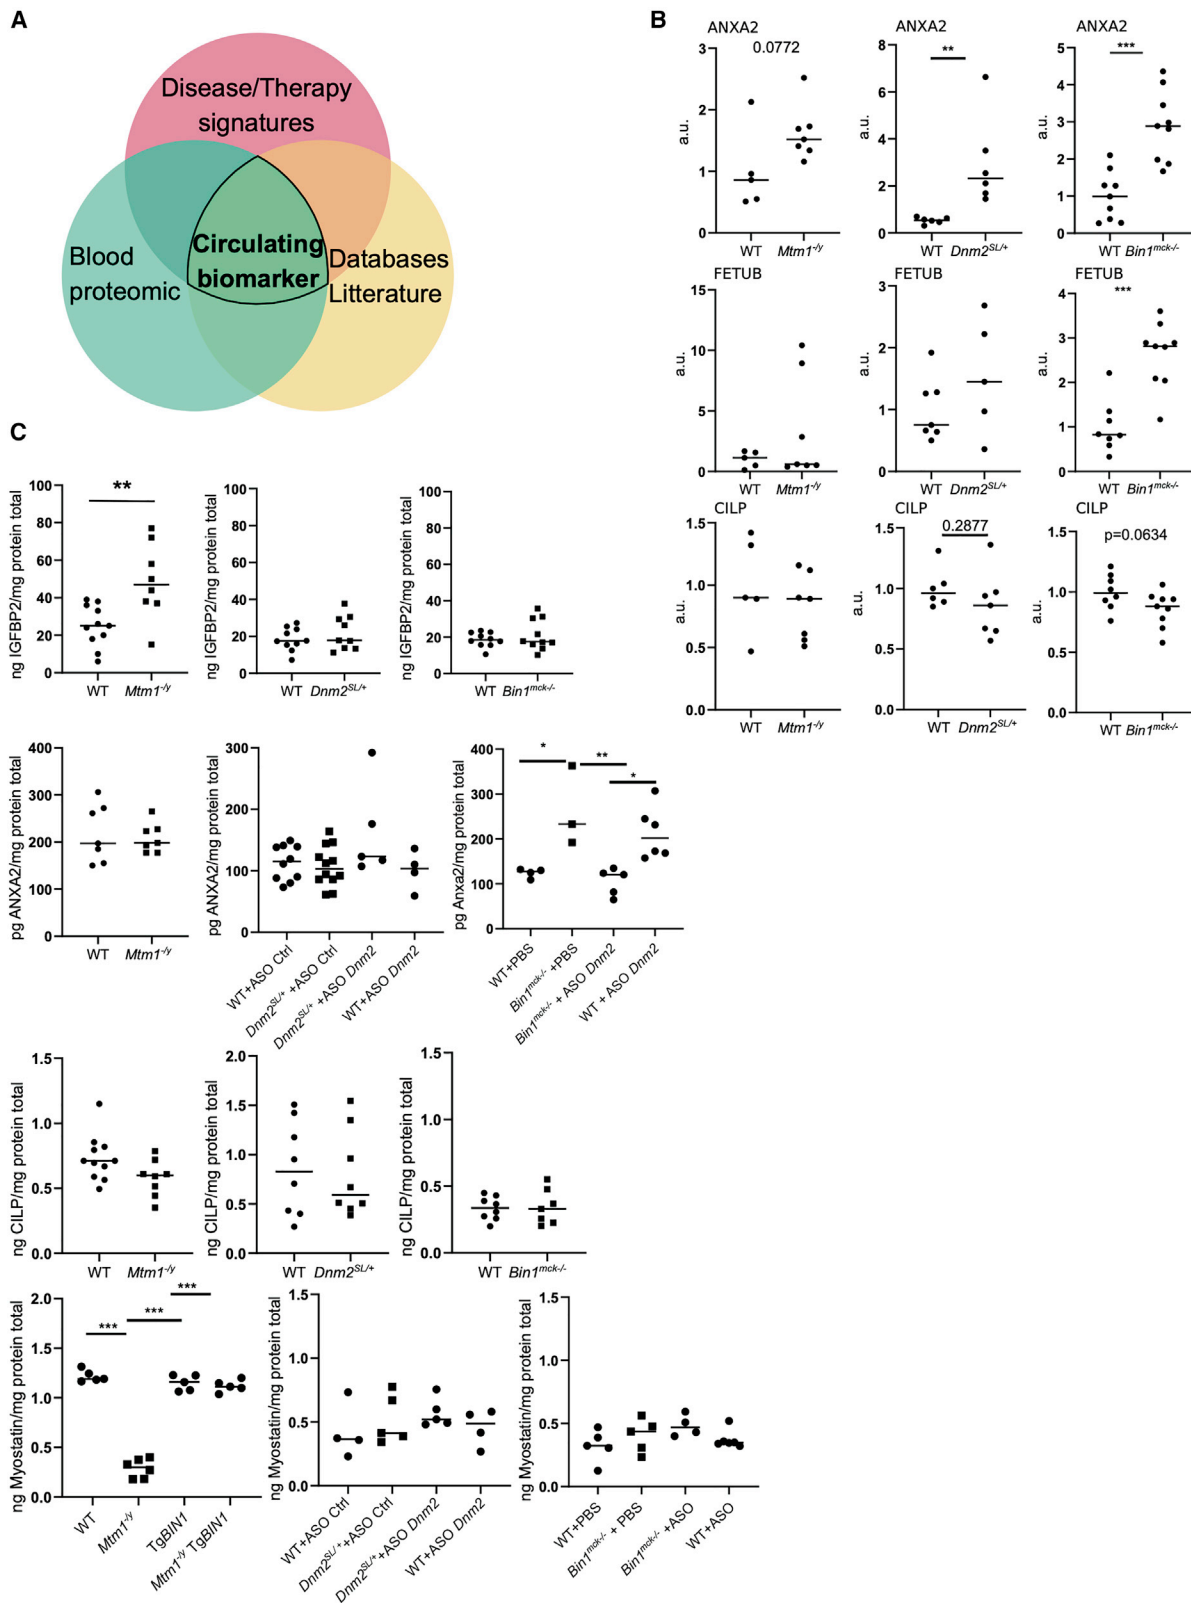 A
Disease/Therapy
signatures
Blood
proteomic
Circulating
biomarker
Databases
Litterature
B
ANXA2
0.0772
a.u.
3
2
1
0
WT Mtm1-/y
ANXA2
**
a.u.
8
6
4
2
0
WT Dnm2SL/+
ANXA2
***
a.u.
5
4
3
2
1
0
WT Bin1mck-/-
FETUB
a.u.
15
10
5
0
WT Mtm1-/y
FETUB
a.u.
3
2
1
0
WT Dnm2SL/+
FETUB
***
a.u.
4
3
2
1
0
WT Bin1mck-/-
CILP
a.u.
1.5
1.0
0.5
0.0
WT Mtm1-/y
CILP
0.2877
a.u.
1.5
1.0
0.5
0.0
WT Dnm2SL/+
CILP
p=0.0634
a.u.
1.5
1.0
0.5
0.0
WT Bin1mck-/-
C
ng IGFBP2/mg protein total
100
80
60
40
20
0
**
WT Mtm1-/y
ng IGFBP2/mg protein total
100
80
60
40
20
0
WT Dnm2SL/+
ng IGFBP2/mg protein total
100
80
60
40
20
0
WT Bin1mck-/-
pg ANXA2/mg protein total
400
300
200
100
0
WT Mtm1-/y
pg ANXA2/mg protein total
300
200
100
0
WT+ASO Ctrl
Dnm2SL/+ +ASO Ctrl
Dnm2SL/+ +ASO Dnm2
WT+ASO Dnm2
pg Anxa2/mg protein total
400
300
200
100
0
*
**
*
WT+PBS
Bin1mck-/- +PBS
Bin1mck-/- + ASO Dnm2
WT + ASO Dnm2
ng CILP/mg protein total
1.5
1.0
0.5
0.0
WT Mtm1-/y
ng CILP/mg protein total
2.0
1.5
1.0
0.5
0.0
WT Dnm2SL/+
ng CILP/mg protein total
1.5
1.0
0.5
0.0
WT Bin1mck-/-
ng Myostatin/mg protein total
2.0
1.5
1.0
0.5
0.0
***
***
***
WT
Mtm1-/y
TgBIN1
Mtm1-/y TgBIN1
ng Myostatin/mg protein total
1.5
1.0
0.5
0.0
WT+ASO Ctrl
Dnm2SL/+ +ASO Ctrl
Dnm2SL/+ +ASO Dnm2
WT+ASO Dnm2
ng Myostatin/mg protein total
1.5
1.0
0.5
0.0
WT+PBS
Bin1mck-/- + PBS
Bin1mck-/- +ASO
WT+ASO